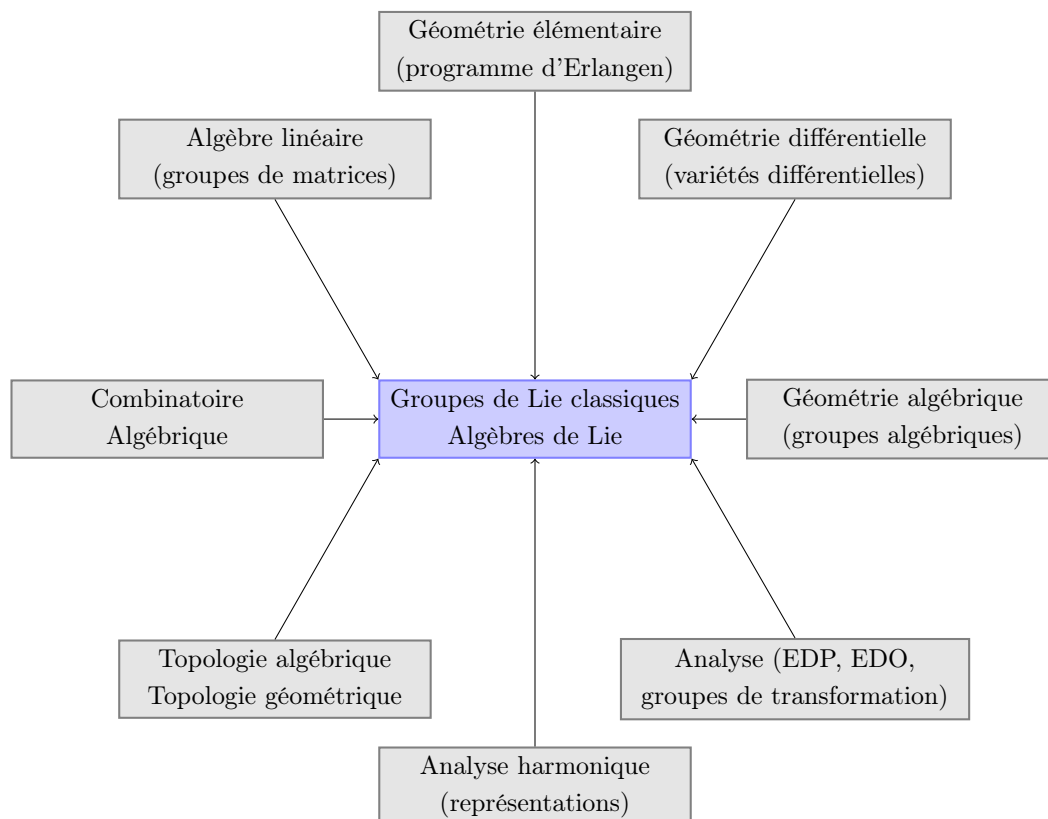 Géométrie élémentaire
(programme d'Erlangen)
Algèbre linéaire
(groupes de matrices)
Géométrie différentielle
(variétés différentielles)
Combinatoire
Algébrique
Groupes de Lie classiques
Algèbres de Lie
Géométrie algébrique
(groupes algébriques)
Topologie algébrique
Topologie géométrique
Analyse (EDP, EDO,
groupes de transformation)
Analyse harmonique
(représentations)